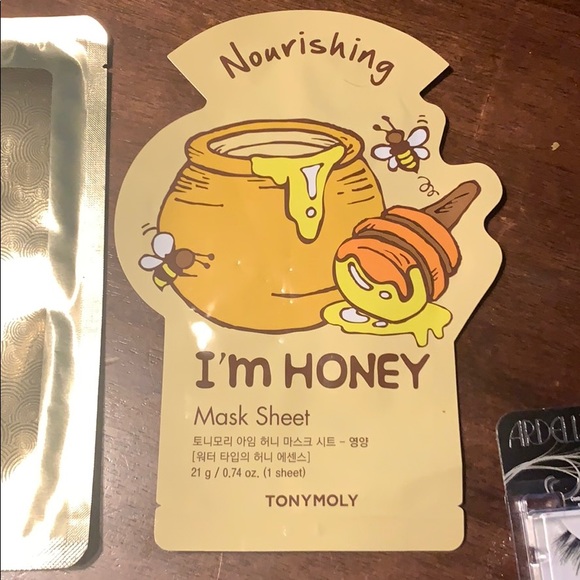 Nourishing
I'm HONEY
Mask Sheet
토니모리 아임 허니 마스크 시트 - 영양
[워터 타입의 허니 에센스]
21 g / 0.74 oz. (1 sheet)
TONYMOLY
ARDELL